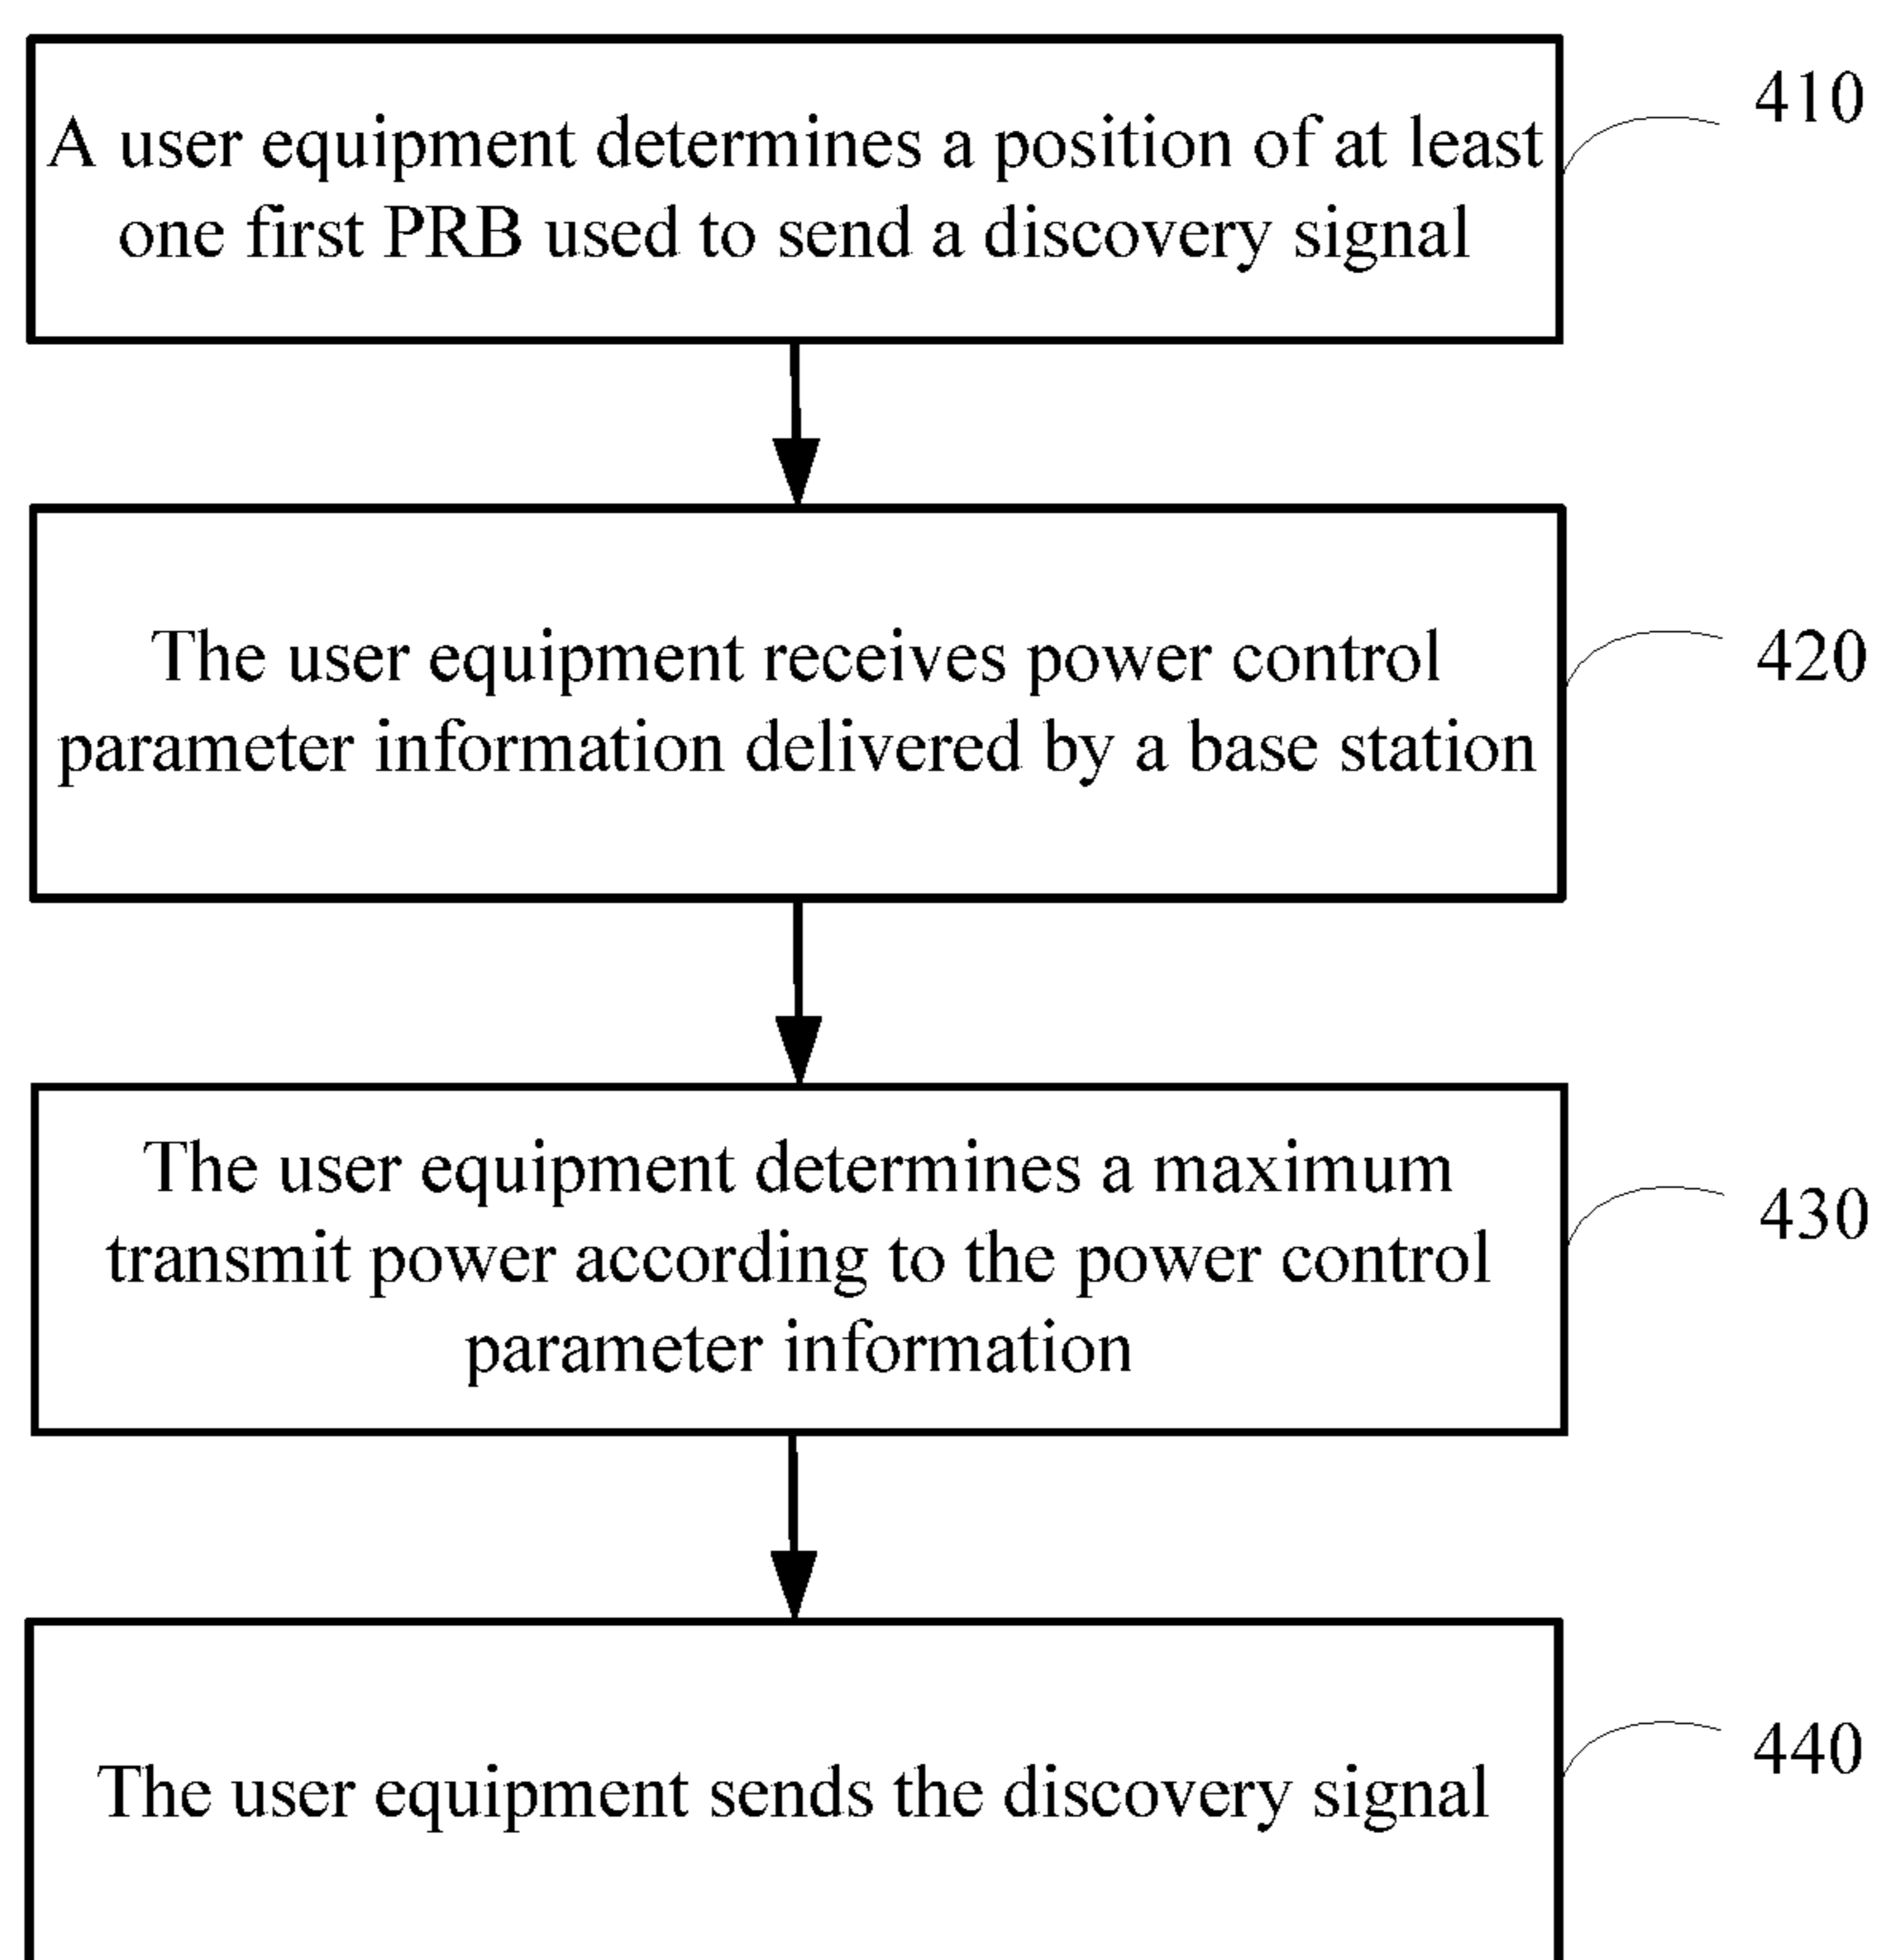 A user equipment determines a position of at least
one first PRB used to send a discovery signal
410
The user equipment receives power control
parameter information delivered by a base station
420
The user equipment determines a maximum
transmit power according to the power control
parameter information
430
The user equipment sends the discovery signal
440